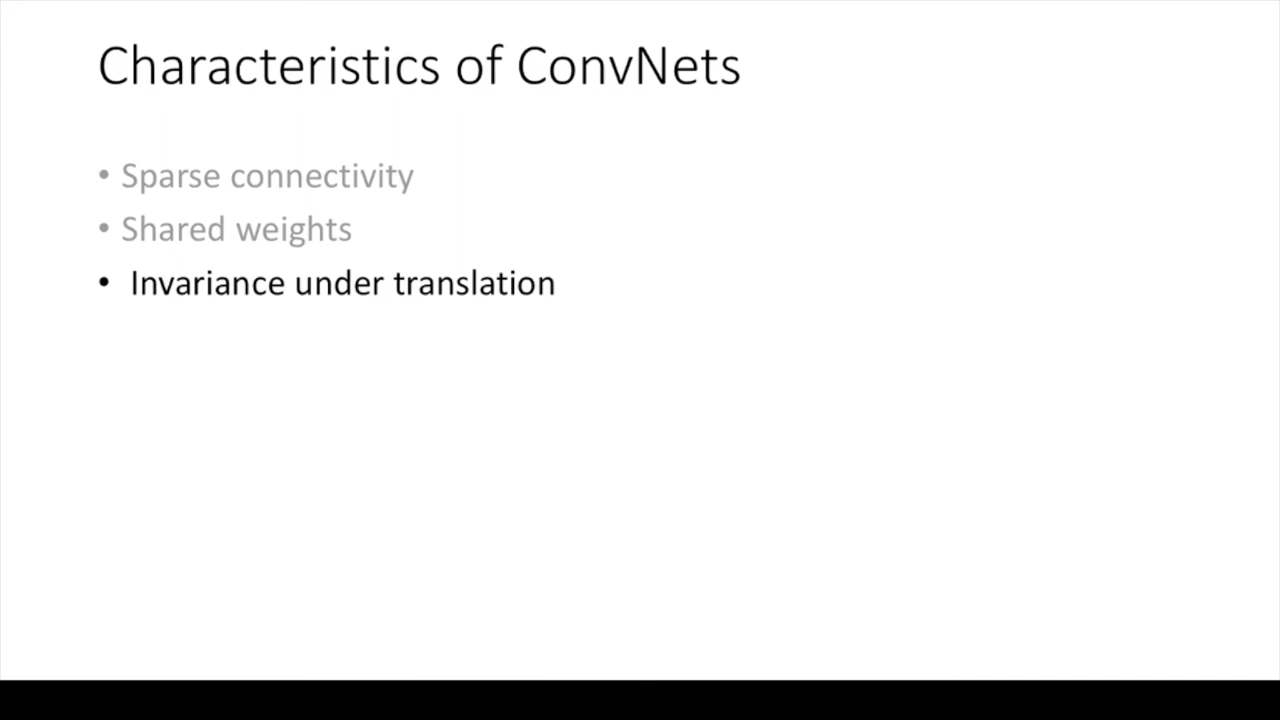 Characteristics of ConvNets
• Sparse connectivity
• Shared weights
• Invariance under translation